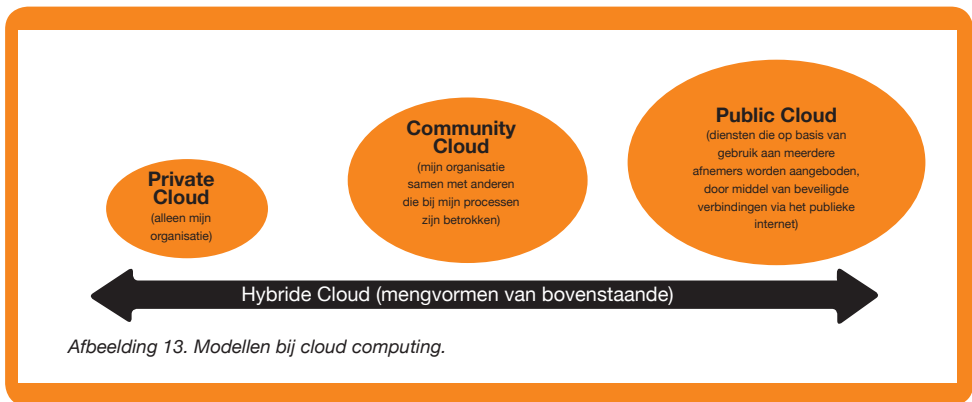 Private
Cloud
(alleen mijn
organisatie)
Community
Cloud
(mijn organisatie
samen met anderen
die bij mijn processen
zijn betrokken)
Public Cloud
(diensten die op basis van
gebruik aan meerdere
afnemers worden aangeboden,
door middel van beveiligde
verbindingen via het publieke
internet)
Hybride Cloud (mengvormen van bovenstaande)
Afbeelding 13. Modellen bij cloud computing.